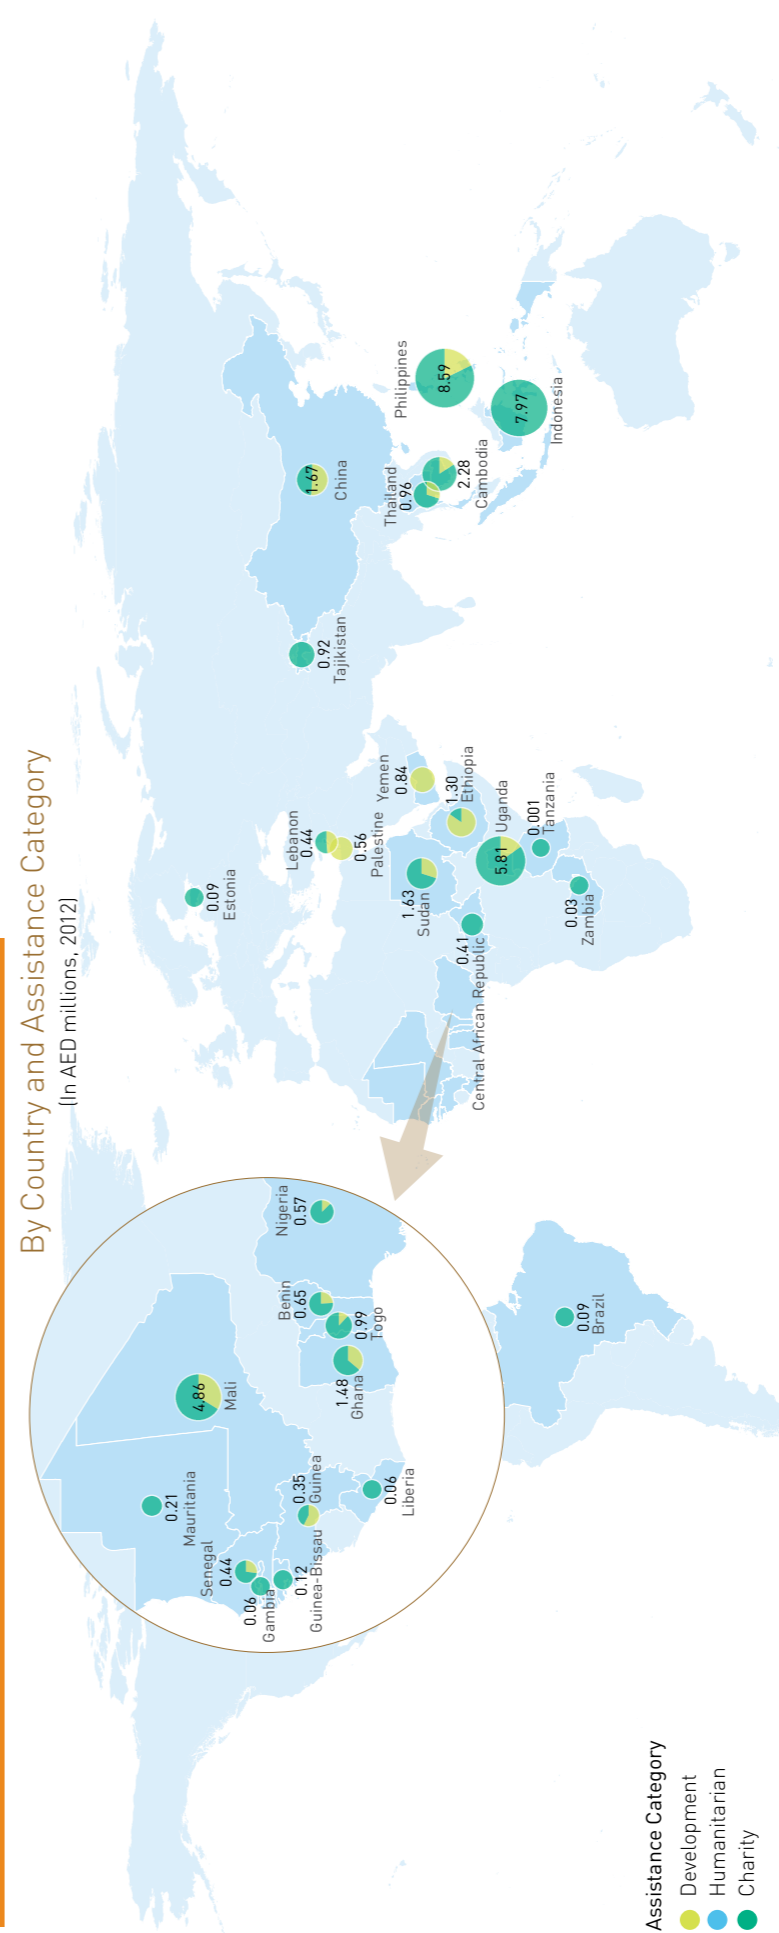 By Country and Assistance Category
(In AED millions, 2012)
Estonia
0.09
Lebanon
0.44
Palestine
0.56
Yemen
0.84
Tajikistan
0.92
China
1.67
Thailand
0.96
Cambodia
2.28
Philippines
8.59
Indonesia
7.97
Sudan
1.63
Ethiopia
1.30
Uganda
5.81
Tanzania
0.001
Zambia
0.03
Central African Republic
0.41
Mauritania
0.21
Mali
4.86
Senegal
0.44
Gambia
0.06
Guinea-Bissau
0.12
Guinea
0.35
Liberia
0.06
Ghana
1.48
Togo
0.99
Benin
0.65
Nigeria
0.57
Brazil
0.09
Assistance Category
Development
Humanitarian
Charity